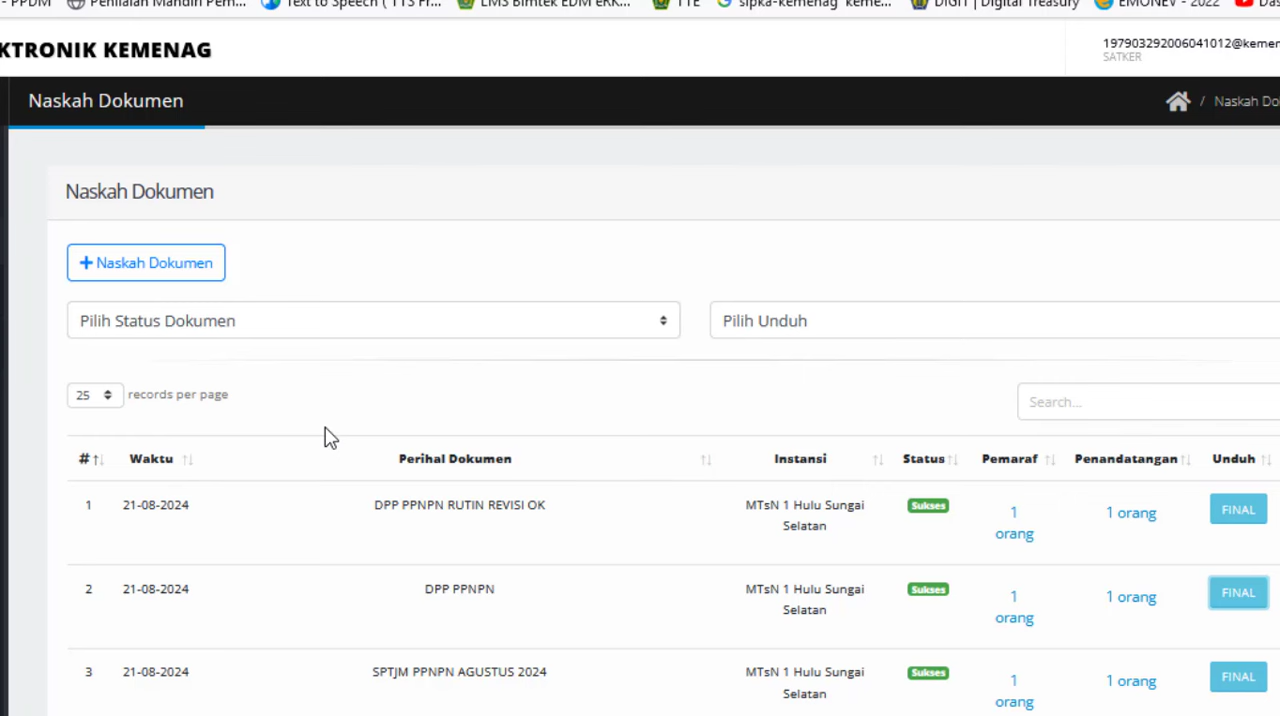 - PPDM
Penilaian Mandiri Pem...
Text to Speech ( TTS Fr...
LMS Bimtek EDM eRK...
TTE
sipka-kemenag keme...
DIGIT | Digital Treasury
EMONEV - 2022
Das
KTRONIK KEMENAG
197903292006041012@kemen
SATKER
Naskah Dokumen
/ Naskah Do
Naskah Dokumen
+ Naskah Dokumen
Pilih Status Dokumen
Pilih Unduh
25 records per page
Search...
# Waktu Perihal Dokumen Instansi Status Pemaraf Penandatangan Unduh
1 21-08-2024 DPP PPNPN RUTIN REVISI OK MTsN 1 Hulu Sungai Sukses 1 1 orang FINAL
Selatan orang
2 21-08-2024 DPP PPNPN MTsN 1 Hulu Sungai Sukses 1 1 orang FINAL
Selatan orang
3 21-08-2024 SPTJM PPNPN AGUSTUS 2024 MTsN 1 Hulu Sungai Sukses 1 1 orang FINAL
Selatan orang